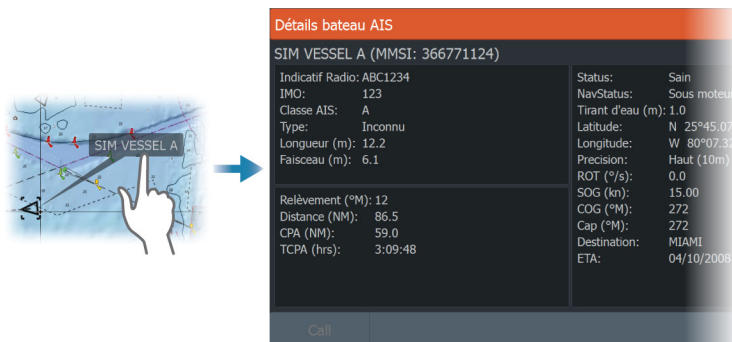 Détails bateau AIS
SIM VESSEL A (MMSI: 366771124)
Indicatif Radio: ABC1234
IMO: 123
Classe AIS: A
Type: Inconnu
Longueur (m): 12.2
Faisceau (m): 6.1
Relèvement (°M): 12
Distance (NM): 86.5
CPA (NM): 59.0
TCPA (hrs): 3:09:48
Status: Sain
NavStatus: Sous moteur
Tirant d'eau (m): 1.0
Latitude: N 25°45.07
Longitude: W 80°07.32
Precision: Haut (10m)
ROT (°/s): 0.0
SOG (kn): 15.00
COG (°M): 272
Cap (°M): 272
Destination: MIAMI
ETA: 04/10/2008
Call
SIM VESSEL A